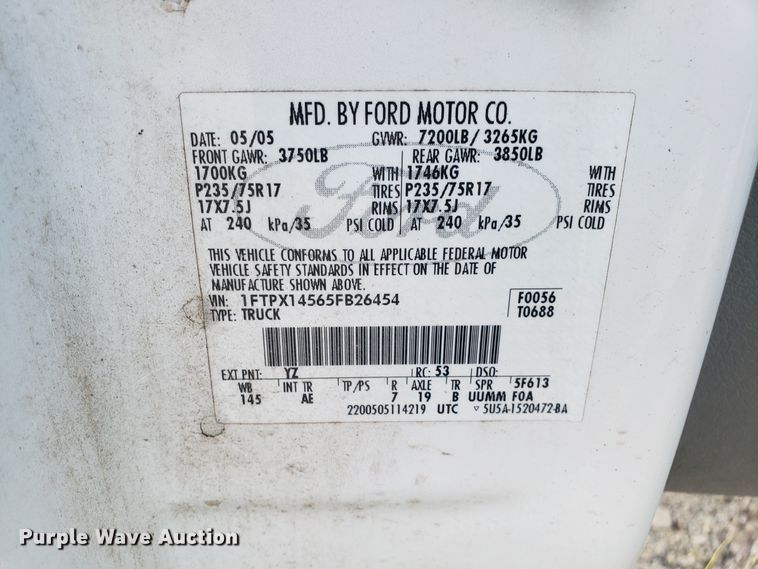 MFD. BY FORD MOTOR CO.
DATE: 05/05 GVWR: 7200LB / 3265KG
FRONT GAWR: 3750LB REAR GAWR: 3850LB
1700KG WITH 1746KG WITH
P235/75R17 TIRES P235/75R17 TIRES
17X7.5J RIMS 17X7.5J RIMS
AT 240 kPa/35 PSI COLD AT 240 kPa/35 PSI COLD
Ford
THIS VEHICLE CONFORMS TO ALL APPLICABLE FEDERAL MOTOR
VEHICLE SAFETY STANDARDS IN EFFECT ON THE DATE OF
MANUFACTURE SHOWN ABOVE.
VIN: 1FTPX14565FB26454 F0056
TYPE: TRUCK T0688
EXT PNT: YZ RC: 53 DSO:
WB INT TR TP/PS R AXLE TR SPR 5F613
145 AE 7 19 B UUMM F0A
2200505114219 UTC ▿ 5U5A-1520472-BA
Purple Wave Auction